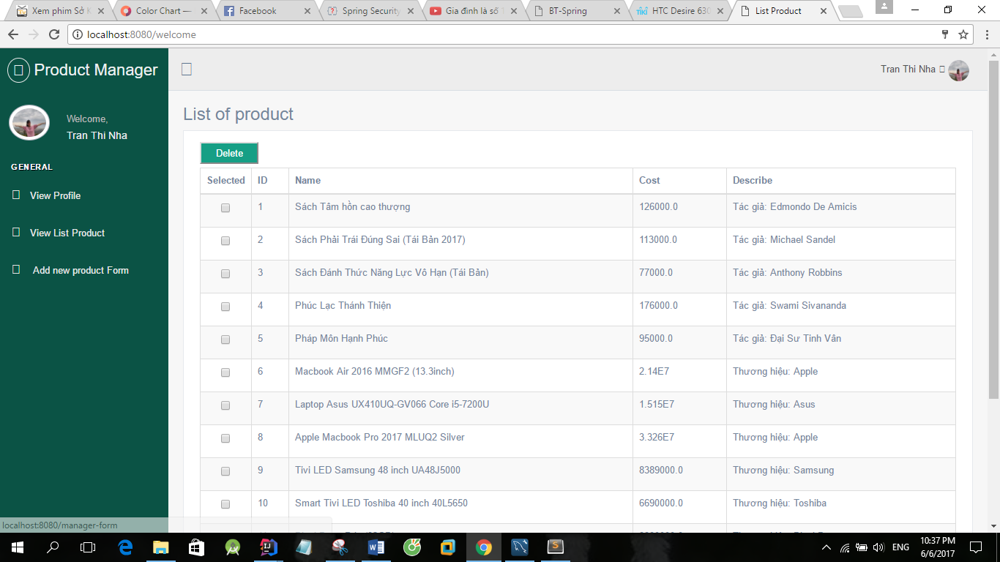 Xem phim Sở K
Color Chart —
Facebook
Spring Security
Gia đình là số 1
BT-Spring
HTC Desire 630
List Product
localhost:8080/welcome
Product Manager
Tran Thi Nha
Welcome,
Tran Thi Nha
GENERAL
View Profile
View List Product
Add new product Form
List of product
Delete
Selected ID Name Cost Describe
1 Sách Tâm hồn cao thượng 126000.0 Tác giả: Edmondo De Amicis
2 Sách Phải Trái Đúng Sai (Tái Bản 2017) 113000.0 Tác giả: Michael Sandel
3 Sách Đánh Thức Năng Lực Vô Hạn (Tái Bản) 77000.0 Tác giả: Anthony Robbins
4 Phúc Lạc Thánh Thiện 176000.0 Tác giả: Swami Sivananda
5 Pháp Môn Hạnh Phúc 95000.0 Tác giả: Đại Sư Tinh Vân
6 Macbook Air 2016 MMGF2 (13.3inch) 2.14E7 Thương hiệu: Apple
7 Laptop Asus UX410UQ-GV066 Core i5-7200U 1.515E7 Thương hiệu: Asus
8 Apple Macbook Pro 2017 MLUQ2 Silver 3.326E7 Thương hiệu: Apple
9 Tivi LED Samsung 48 inch UA48J5000 8389000.0 Thương hiệu: Samsung
10 Smart Tivi LED Toshiba 40 inch 40L5650 6690000.0 Thương hiệu: Toshiba
localhost:8080/manager-form
ENG
10:37 PM
6/6/2017